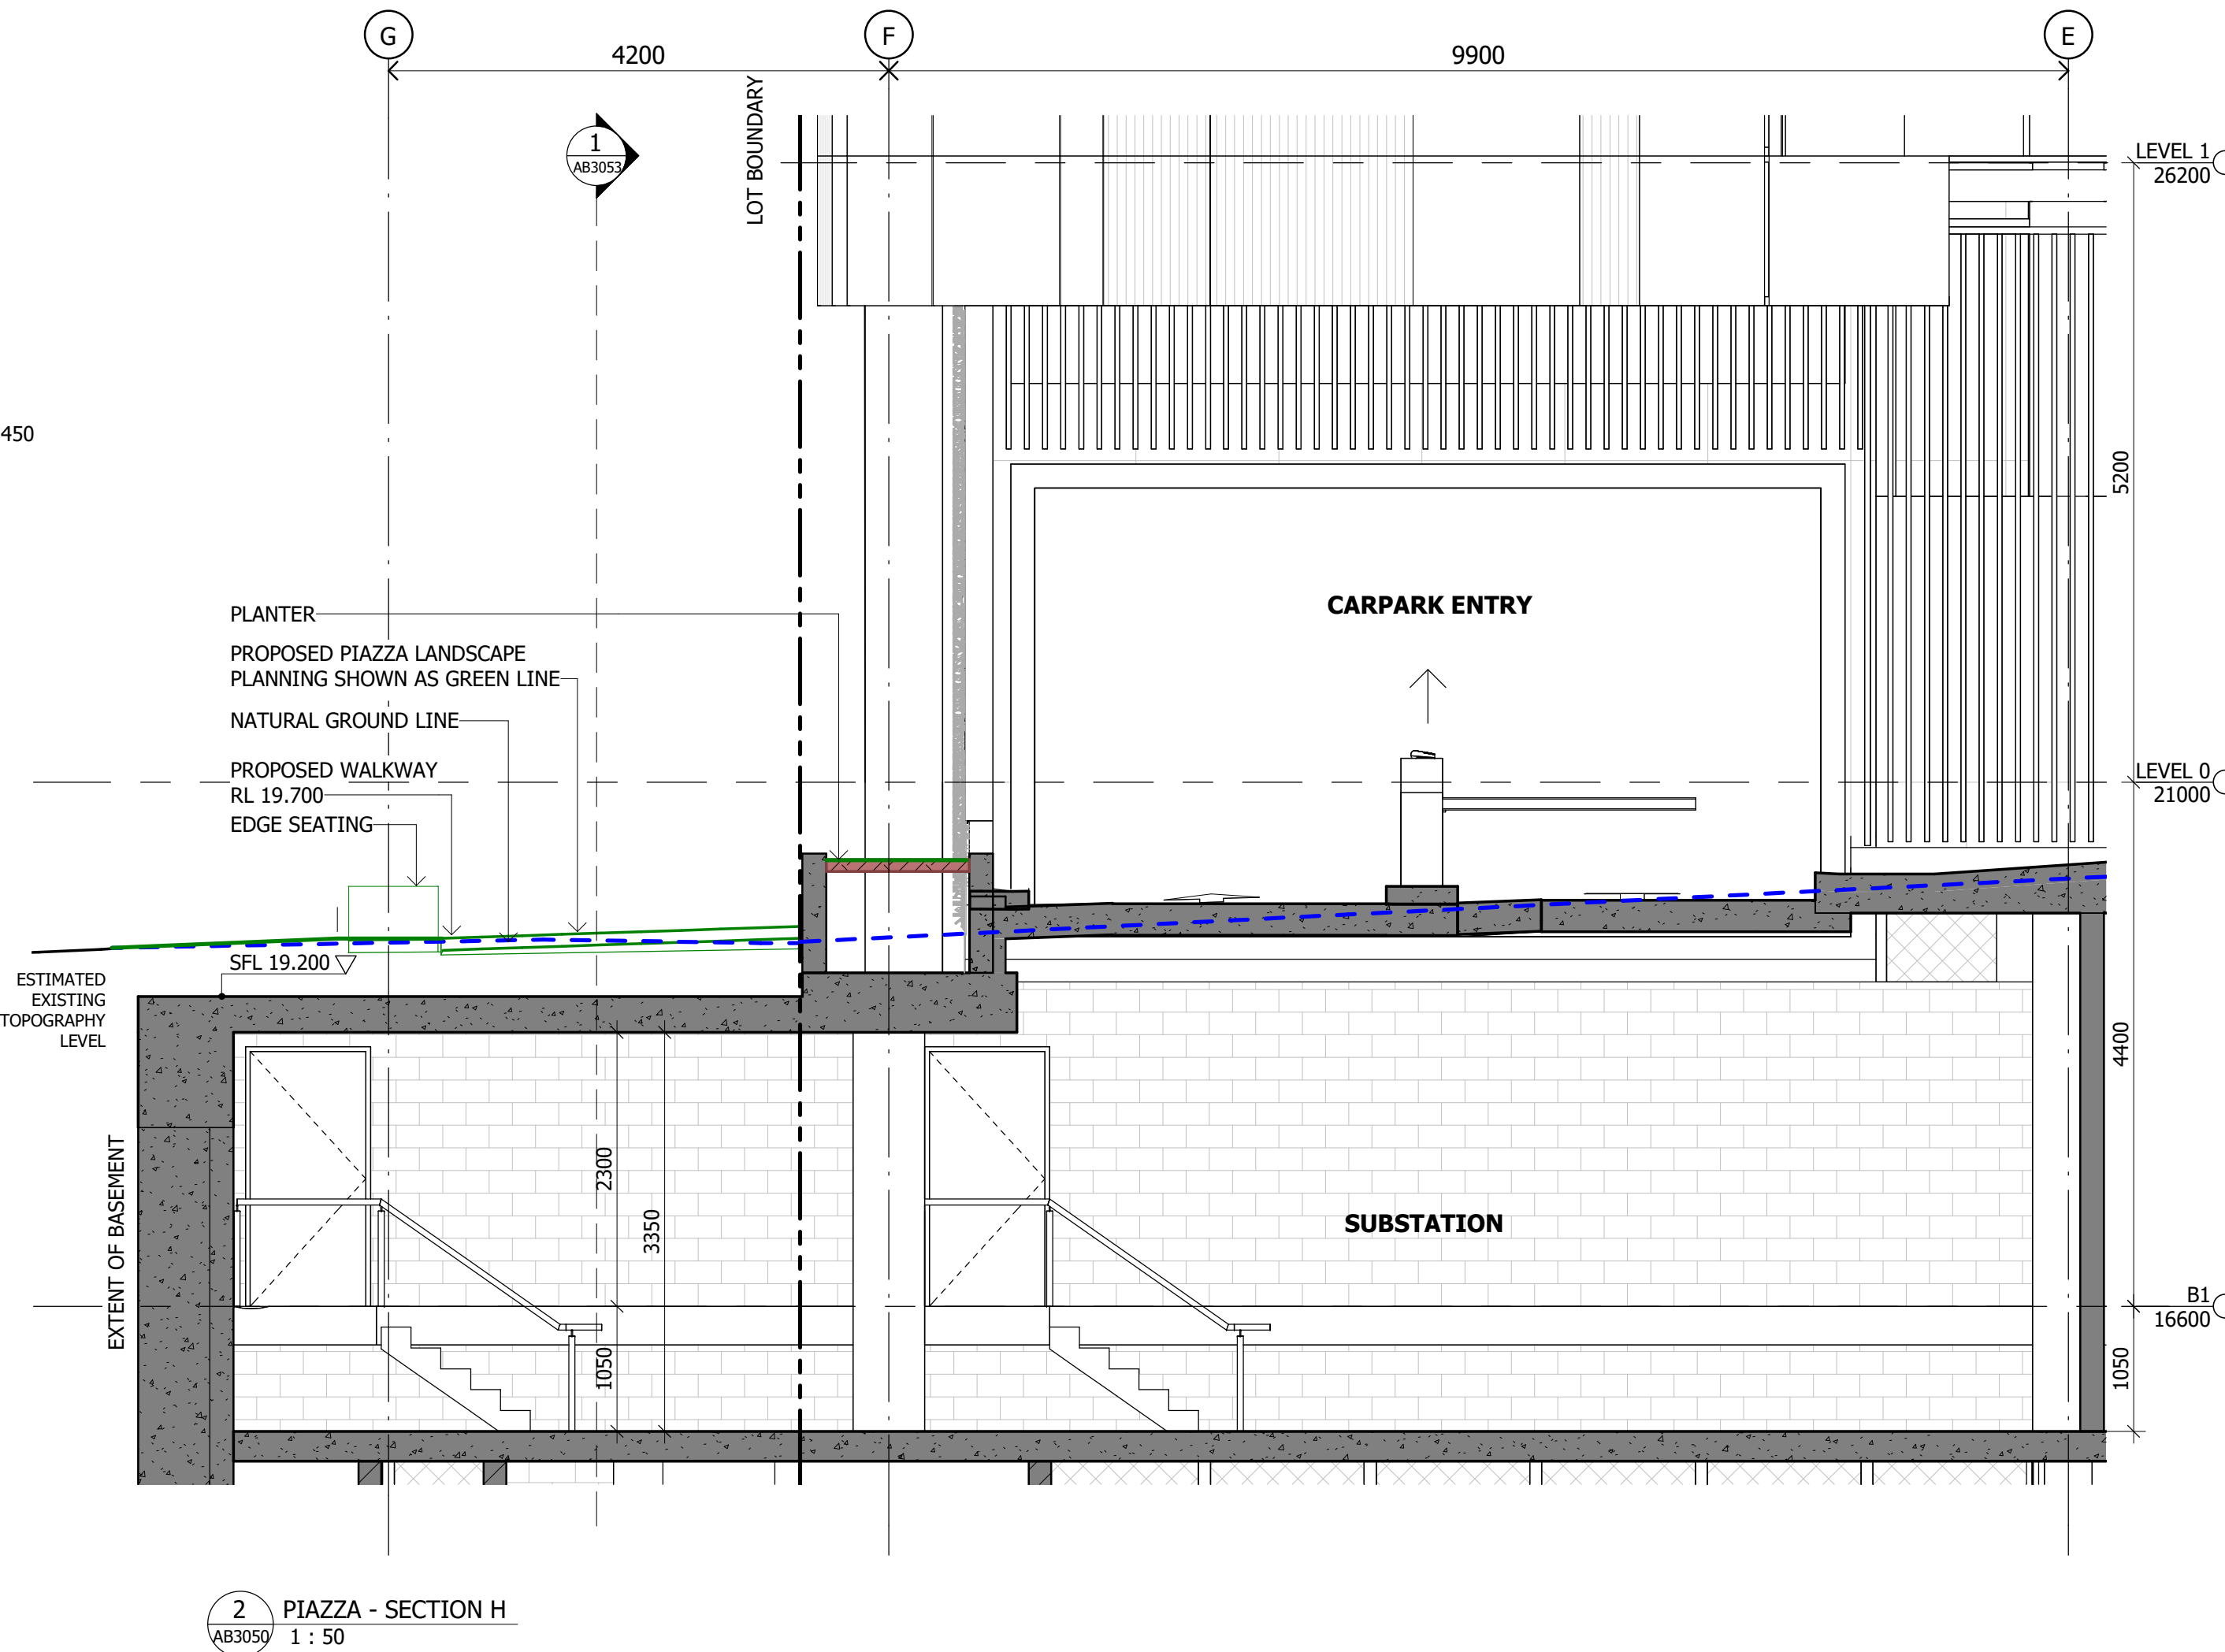 G
4200
F
9900
E
LOT BOUNDARY
1
AB3053
LEVEL 1
26200
450
5200
PLANTER
CARPARK ENTRY
PROPOSED PIAZZA LANDSCAPE
PLANNING SHOWN AS GREEN LINE
NATURAL GROUND LINE
PROPOSED WALKWAY
RL 19.700
EDGE SEATING
LEVEL 0
21000
SFL 19.200
ESTIMATED
EXISTING
TOPOGRAPHY
LEVEL
4400
EXTENT OF BASEMENT
2300
3350
SUBSTATION
B1
16600
1050
1050
2
AB3050
PIAZZA - SECTION H
1 : 50